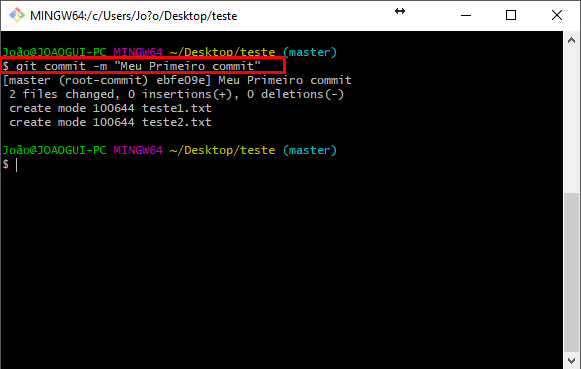 MINGW64:/c/Users/Jo?o/Desktop/teste
João@JOAOGUI-PC MINGW64 ~/Desktop/teste (master)
$ git commit -m "Meu Primeiro commit"
[master (root-commit) ebfe09e] Meu Primeiro commit
 2 files changed, 0 insertions(+), 0 deletions(-)
 create mode 100644 teste1.txt
 create mode 100644 teste2.txt
João@JOAOGUI-PC MINGW64 ~/Desktop/teste (master)
$